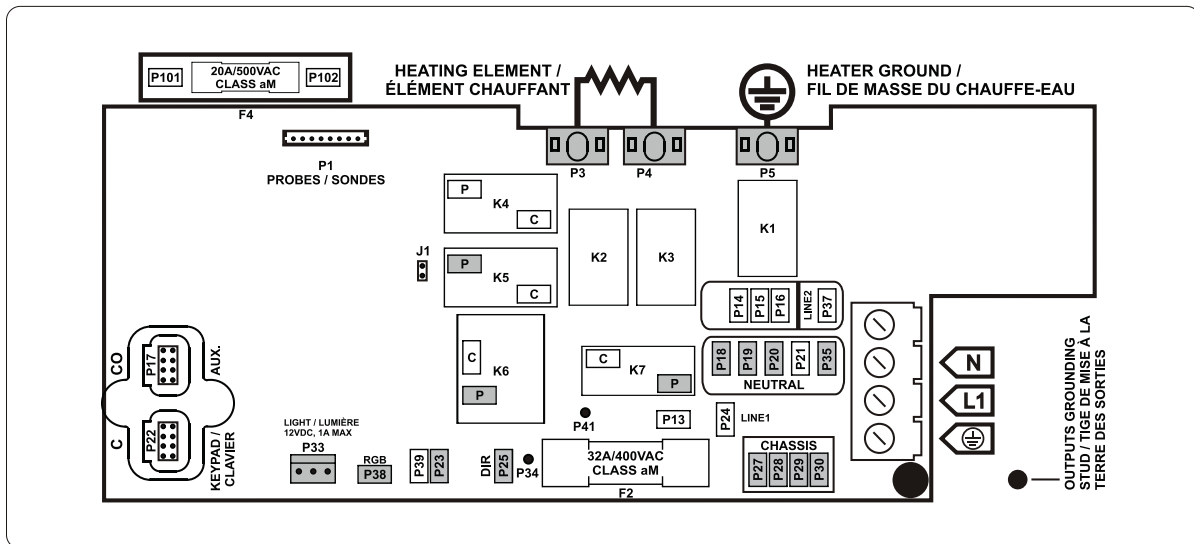 P101
20A/500VAC
CLASS aM
P102
F4
HEATING ELEMENT /
ÉLÉMENT CHAUFFANT
HEATER GROUND /
FIL DE MASSE DU CHAUFFE-EAU
P1
PROBES / SONDES
P3
P4
P5
P
K4
C
J1
P
K5
C
K2
K3
K1
P14
P15
P16
LINE2
P37
P18
P19
P20
P21
P35
NEUTRAL
C
K6
P
C
K7
P
P41
P13
P24
LINE1
CO
P17
AUX.
C
P22
KEYPAD /
CLAVIER
LIGHT / LUMIÈRE
12VDC, 1A MAX
P33
RGB
P38
P39
P23
DIR
P25
P34
32A/400VAC
CLASS aM
F2
CHASSIS
P27
P28
P29
P30
N
L1
OUTPUTS GROUNDING
STUD / TIGE DE MISE À LA
TERRE DES SORTIES